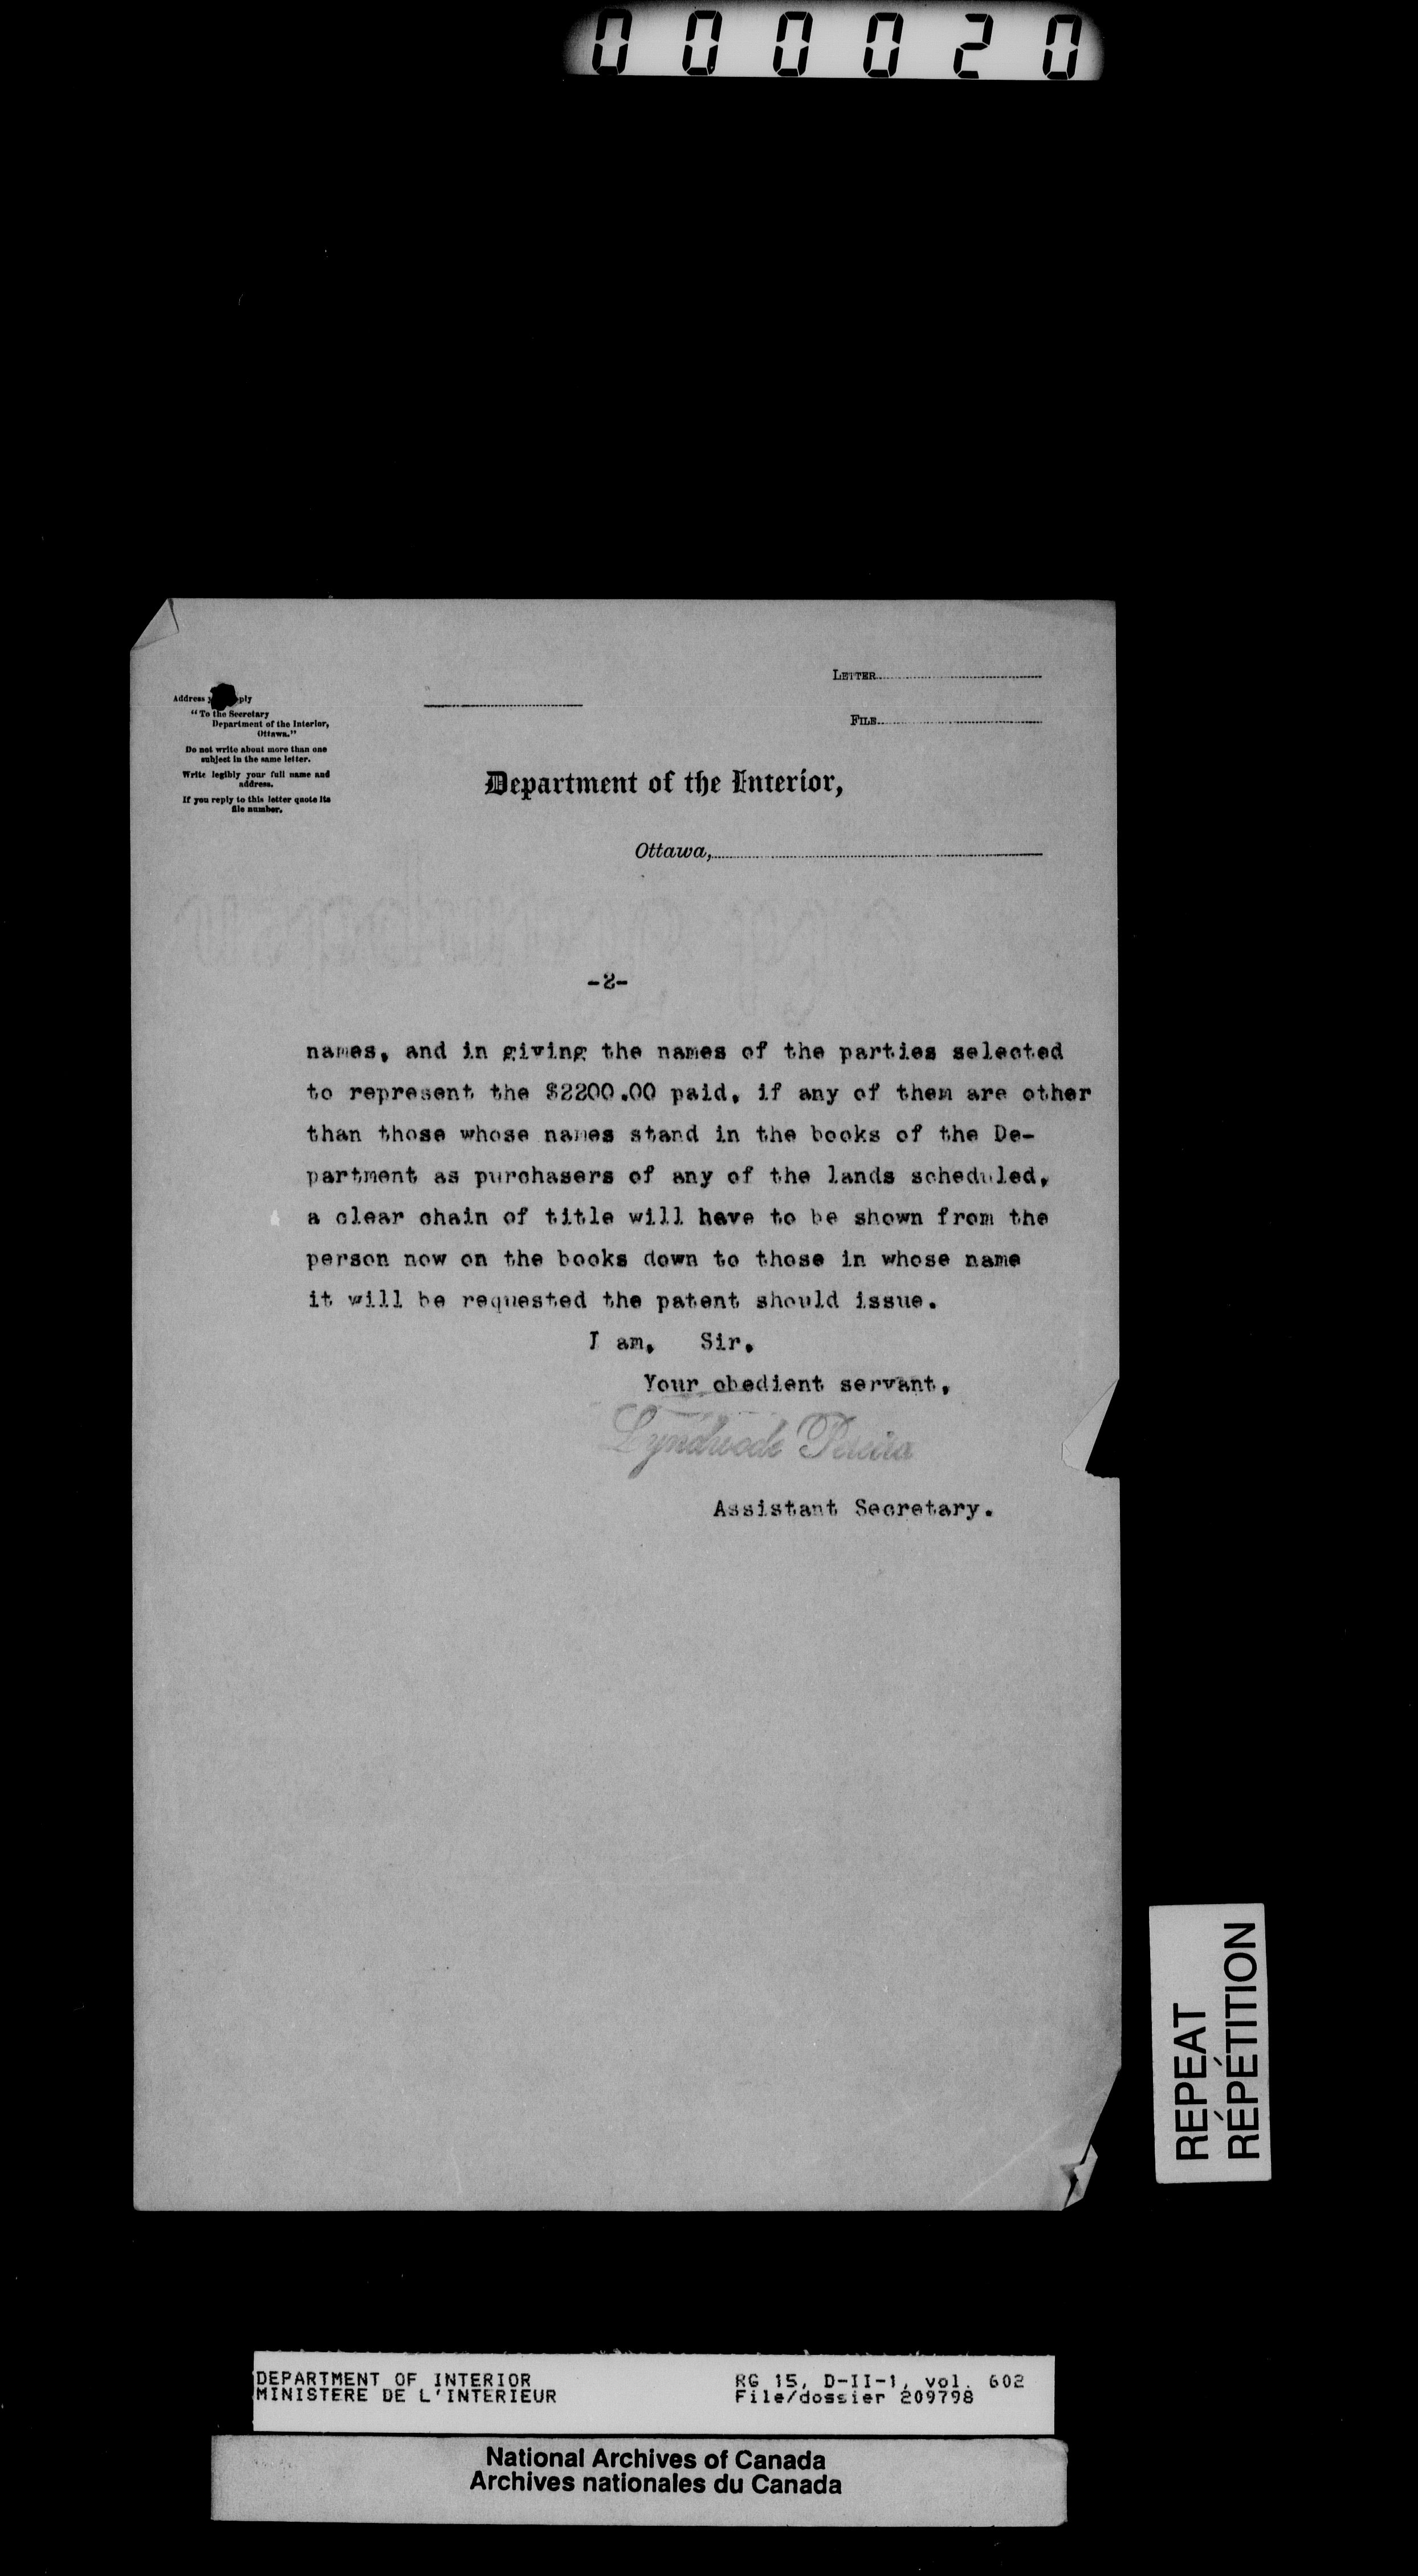 000020
LETTER
FILE
Address ply
"To the Secretary
Department of the Interior,
Ottawa."
Do not write about more than one
subject in the same letter.
Write legibly your full name and
address.
If you reply to this letter quote its
file number.
Department of the Interior,
Ottawa,
-2-
names, and in giving the names of the parties selected
to represent the $2200.00 paid, if any of them are other
than those whose names stand in the books of the De-
partment as purchasers of any of the lands scheduled,
a clear chain of title will have to be shown from the
person now on the books down to those in whose name
it will be requested the patent should issue.
I am, Sir,
Your obedient servant,
Lyndwode Pereira
Assistant Secretary.
REPEAT
RÉPÉTITION
DEPARTMENT OF INTERIOR
MINISTERE DE L'INTERIEUR
RG 15, D-II-1, vol. 602
File/dossier 209798
National Archives of Canada
Archives nationales du Canada